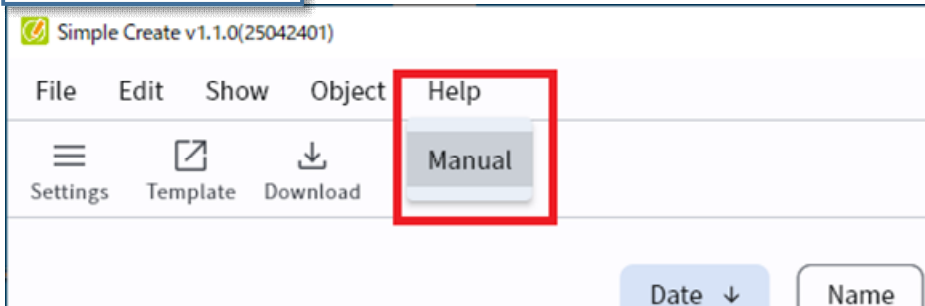 Simple Create v1.1.0(25042401)
File Edit Show Object Help
Manual
Settings Template Download
Date ↓ Name